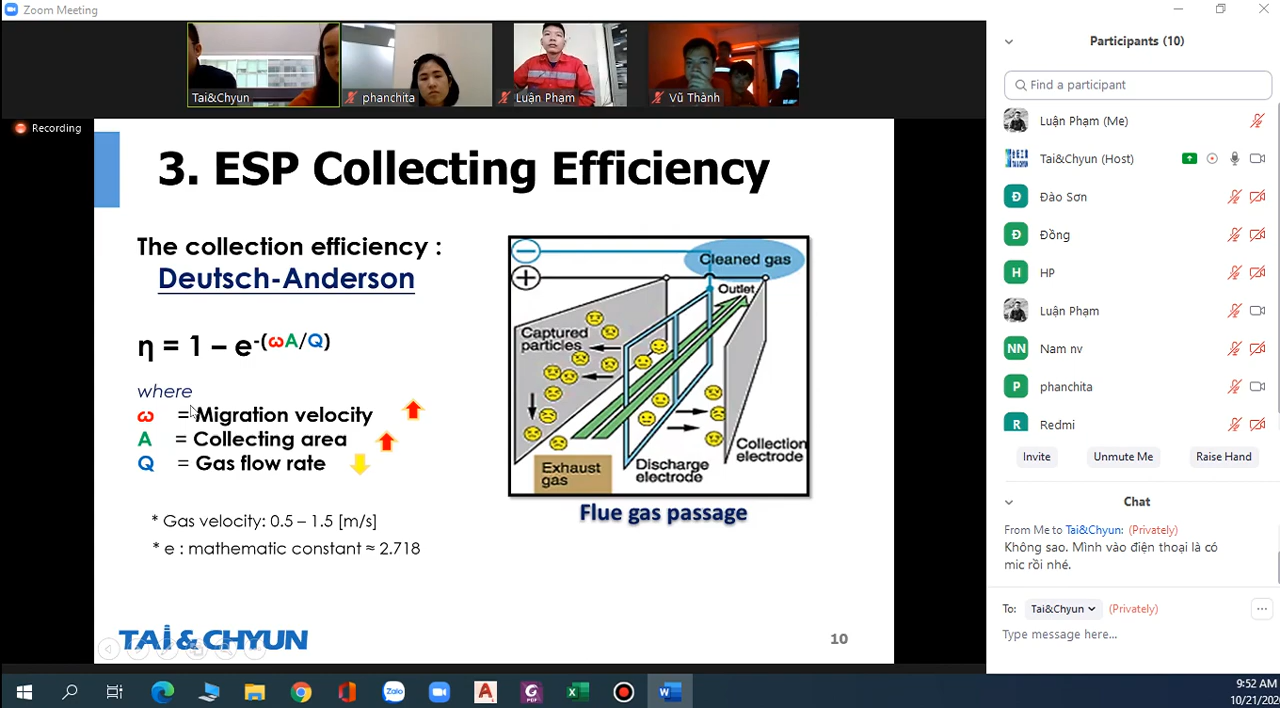 Zoom Meeting
Tai&Chyun
phanchita
Luận Phạm
Vũ Thành
Recording
3. ESP Collecting Efficiency
The collection efficiency :
Deutsch-Anderson
η = 1 – e-(ωA/Q)
where
ω = Migration velocity
A = Collecting area
Q = Gas flow rate
* Gas velocity: 0.5 – 1.5 [m/s]
* e : mathematic constant ≈ 2.718
Cleaned gas
Outlet
Captured
particles
Exhaust
gas
Discharge
electrode
Collection
electrode
Flue gas passage
TAI & CHYUN
10
Participants (10)
Find a participant
Luận Phạm (Me)
Tai&Chyun (Host)
Đ Đào Sơn
Đ Đồng
H HP
Luận Phạm
NN Nam nv
P phanchita
R Redmi
Invite
Unmute Me
Raise Hand
Chat
From Me to Tai&Chyun: (Privately)
Không sao. Mình vào điện thoại là có
mic rồi nhé.
To: Tai&Chyun (Privately)
Type message here...
Zalo
9:52 AM
10/21/202